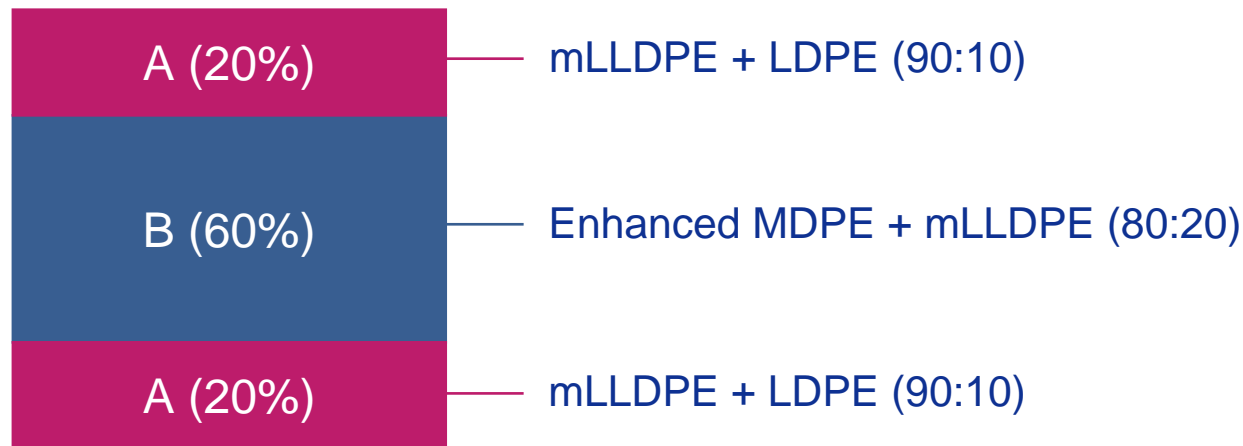 A (20%) mLLDPE + LDPE (90:10)
B (60%) Enhanced MDPE + mLLDPE (80:20)
A (20%) mLLDPE + LDPE (90:10)